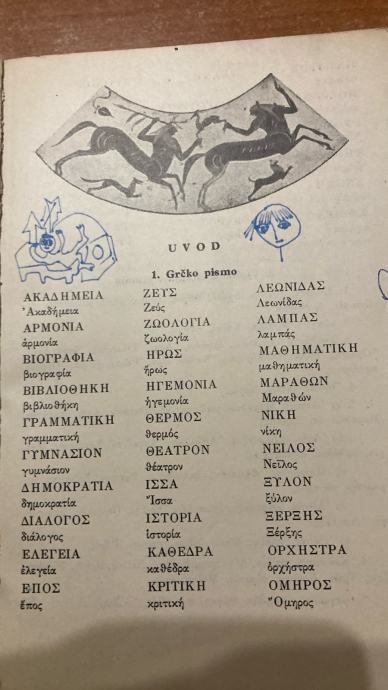 UVOD
1. Grčko pismo
ΑΚΑΔΗΜΕΙΑ
Ἀκαδήμεια
ΑΡΜΟΝΙΑ
ἁρμονία
ΒΙΟΓΡΑΦΙΑ
βιογραφία
ΒΙΒΛΙΟΘΗΚΗ
βιβλιοθήκη
ΓΡΑΜΜΑΤΙΚΗ
γραμματική
ΓΥΜΝΑΣΙΟΝ
γυμνάσιον
ΔΗΜΟΚΡΑΤΙΑ
δημοκρατία
ΔΙΑΛΟΓΟΣ
διάλογος
ΕΛΕΓΕΙΑ
ἐλεγεία
ΕΠΟΣ
ἔπος
ΖΕΥΣ
Ζεύς
ΖΩΟΛΟΓΙΑ
ζωολογία
ΗΡΩΣ
ἥρως
ΗΓΕΜΟΝΙΑ
ἡγεμονία
ΘΕΡΜΟΣ
θερμός
ΘΕΑΤΡΟΝ
θέατρον
ΙΣΣΑ
Ἴσσα
ΙΣΤΟΡΙΑ
ἱστορία
ΚΑΘΕΔΡΑ
καθέδρα
ΚΡΙΤΙΚΗ
κριτική
ΛΕΩΝΙΔΑΣ
Λεωνίδας
ΛΑΜΠΑΣ
λαμπάς
ΜΑΘΗΜΑΤΙΚΗ
μαθηματική
ΜΑΡΑΘΩΝ
Μαραθών
ΝΙΚΗ
νίκη
ΝΕΙΛΟΣ
Νεῖλος
ΞΥΛΟΝ
ξύλον
ΞΕΡΞΗΣ
Ξέρξης
ΟΡΧΗΣΤΡΑ
ὀρχήστρα
ΟΜΗΡΟΣ
Ὅμηρος